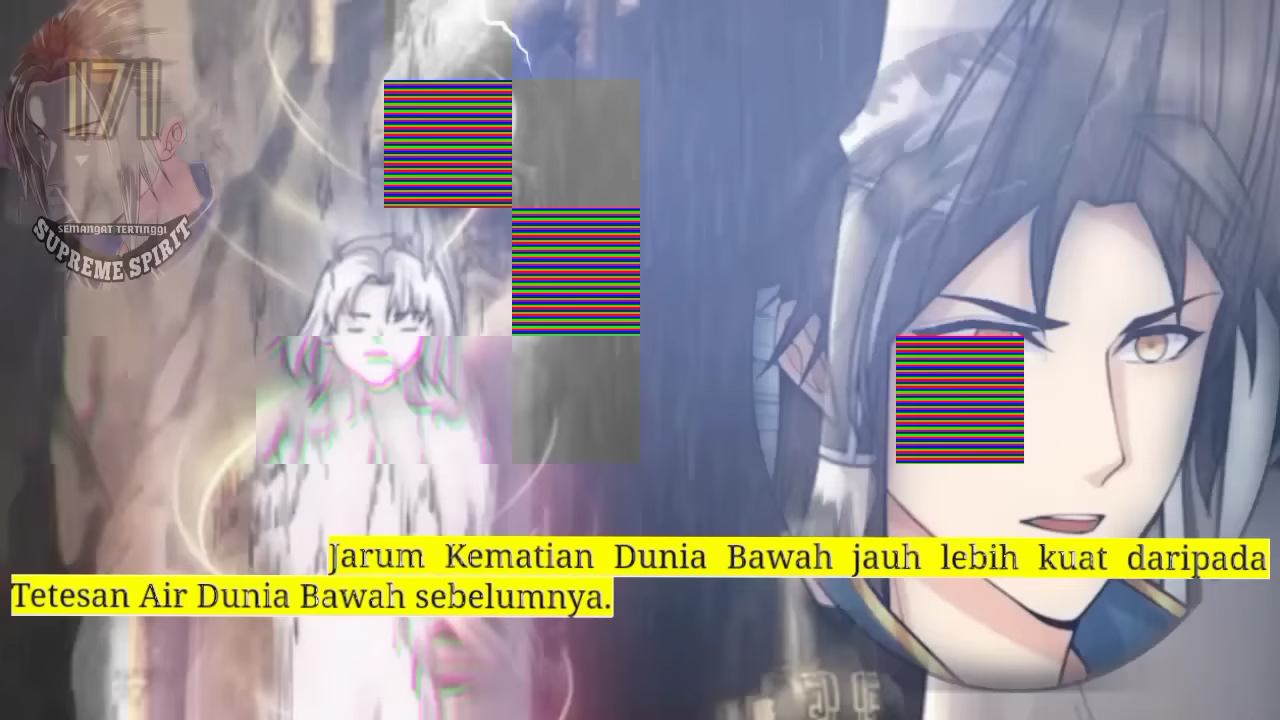 171
SEMANGAT TERTINGGI
SUPREME SPIRIT
Jarum Kematian Dunia Bawah jauh lebih kuat daripada
Tetesan Air Dunia Bawah sebelumnya.